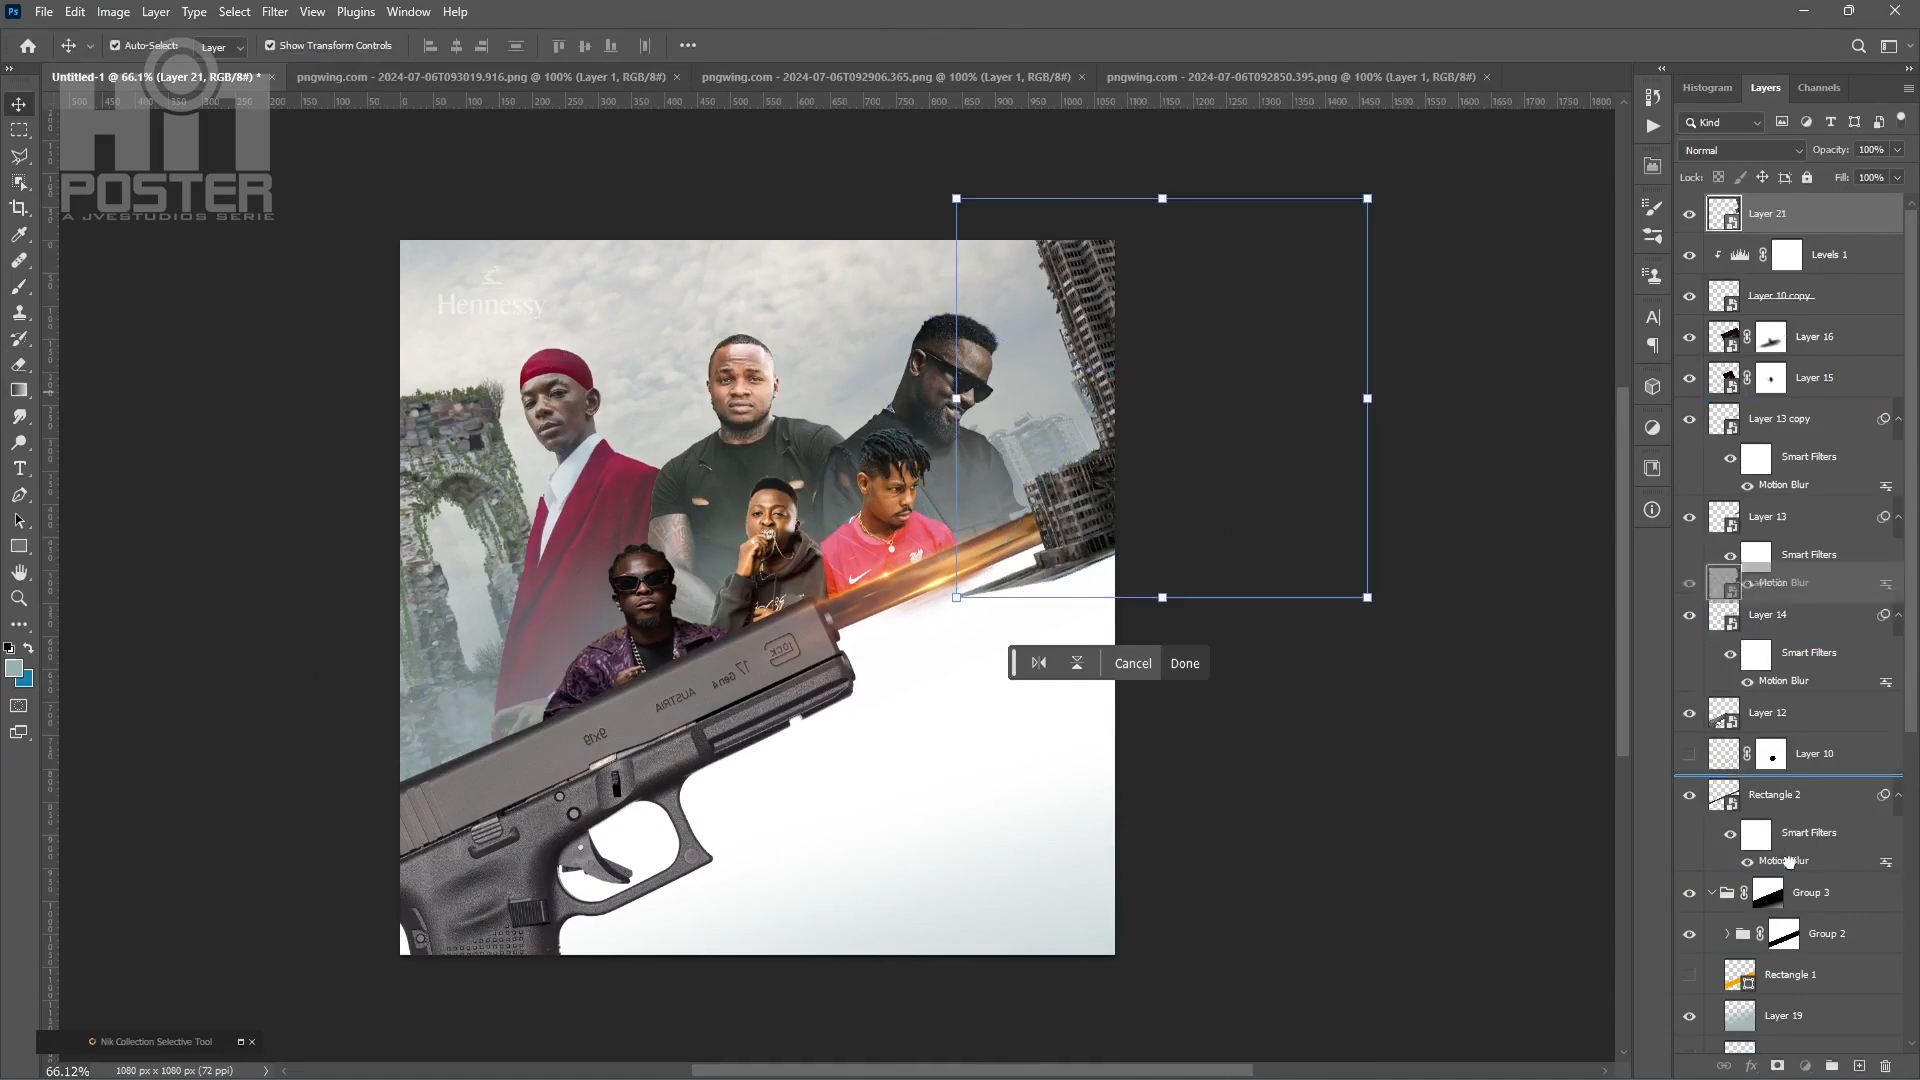 Ps File Edit Image Layer Type Select Filter View Plugins Window Help
Auto-Select: Layer Show Transform Controls
Untitled-1 @ 66.1% (Layer 21, RGB/8#) *
pngwing.com - 2024-07-06T093019.916.png @ 100% (Layer 1, RGB/8#)
pngwing.com - 2024-07-06T092906.365.png @ 100% (Layer 1, RGB/8#)
pngwing.com - 2024-07-06T092850.395.png @ 100% (Layer 1, RGB/8#)
HiT
POSTER
A JVESTUDIOS SERIE
Hennessy
GLOCK
17 Gen4
AUSTRIA
9x19
Cancel Done
Histogram Layers Channels
Kind
Normal Opacity: 100%
Lock: Fill: 100%
Layer 21
Levels 1
Layer 10 copy
Layer 16
Layer 15
Layer 13 copy
Smart Filters
Motion Blur
Layer 13
Smart Filters
Motion Blur
Layer 14
Smart Filters
Motion Blur
Layer 12
Layer 10
Rectangle 2
Smart Filters
Motion Blur
Group 3
Group 2
Rectangle 1
Layer 19
Nik Collection Selective Tool
66.12% 1080 px x 1080 px (72 ppi)